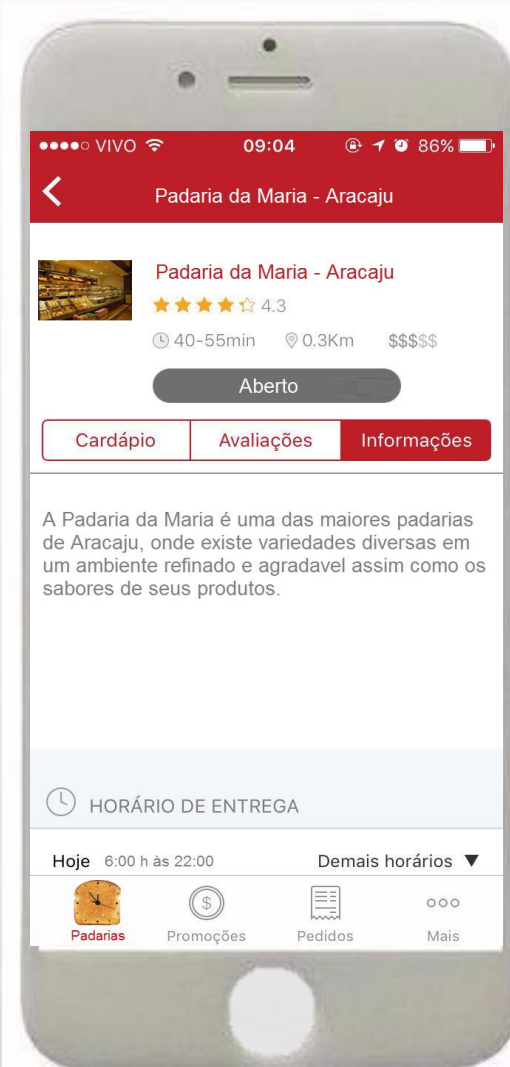 VIVO 09:04 86%
Padaria da Maria - Aracaju
Padaria da Maria - Aracaju
4.3
40-55min 0.3Km $$$$$
Aberto
Cardápio Avaliações Informações
A Padaria da Maria é uma das maiores padarias
de Aracaju, onde existe variedades diversas em
um ambiente refinado e agradavel assim como os
sabores de seus produtos.
HORÁRIO DE ENTREGA
Hoje 6:00 h às 22:00 Demais horários ▼
$
Padarias Promoções Pedidos Mais